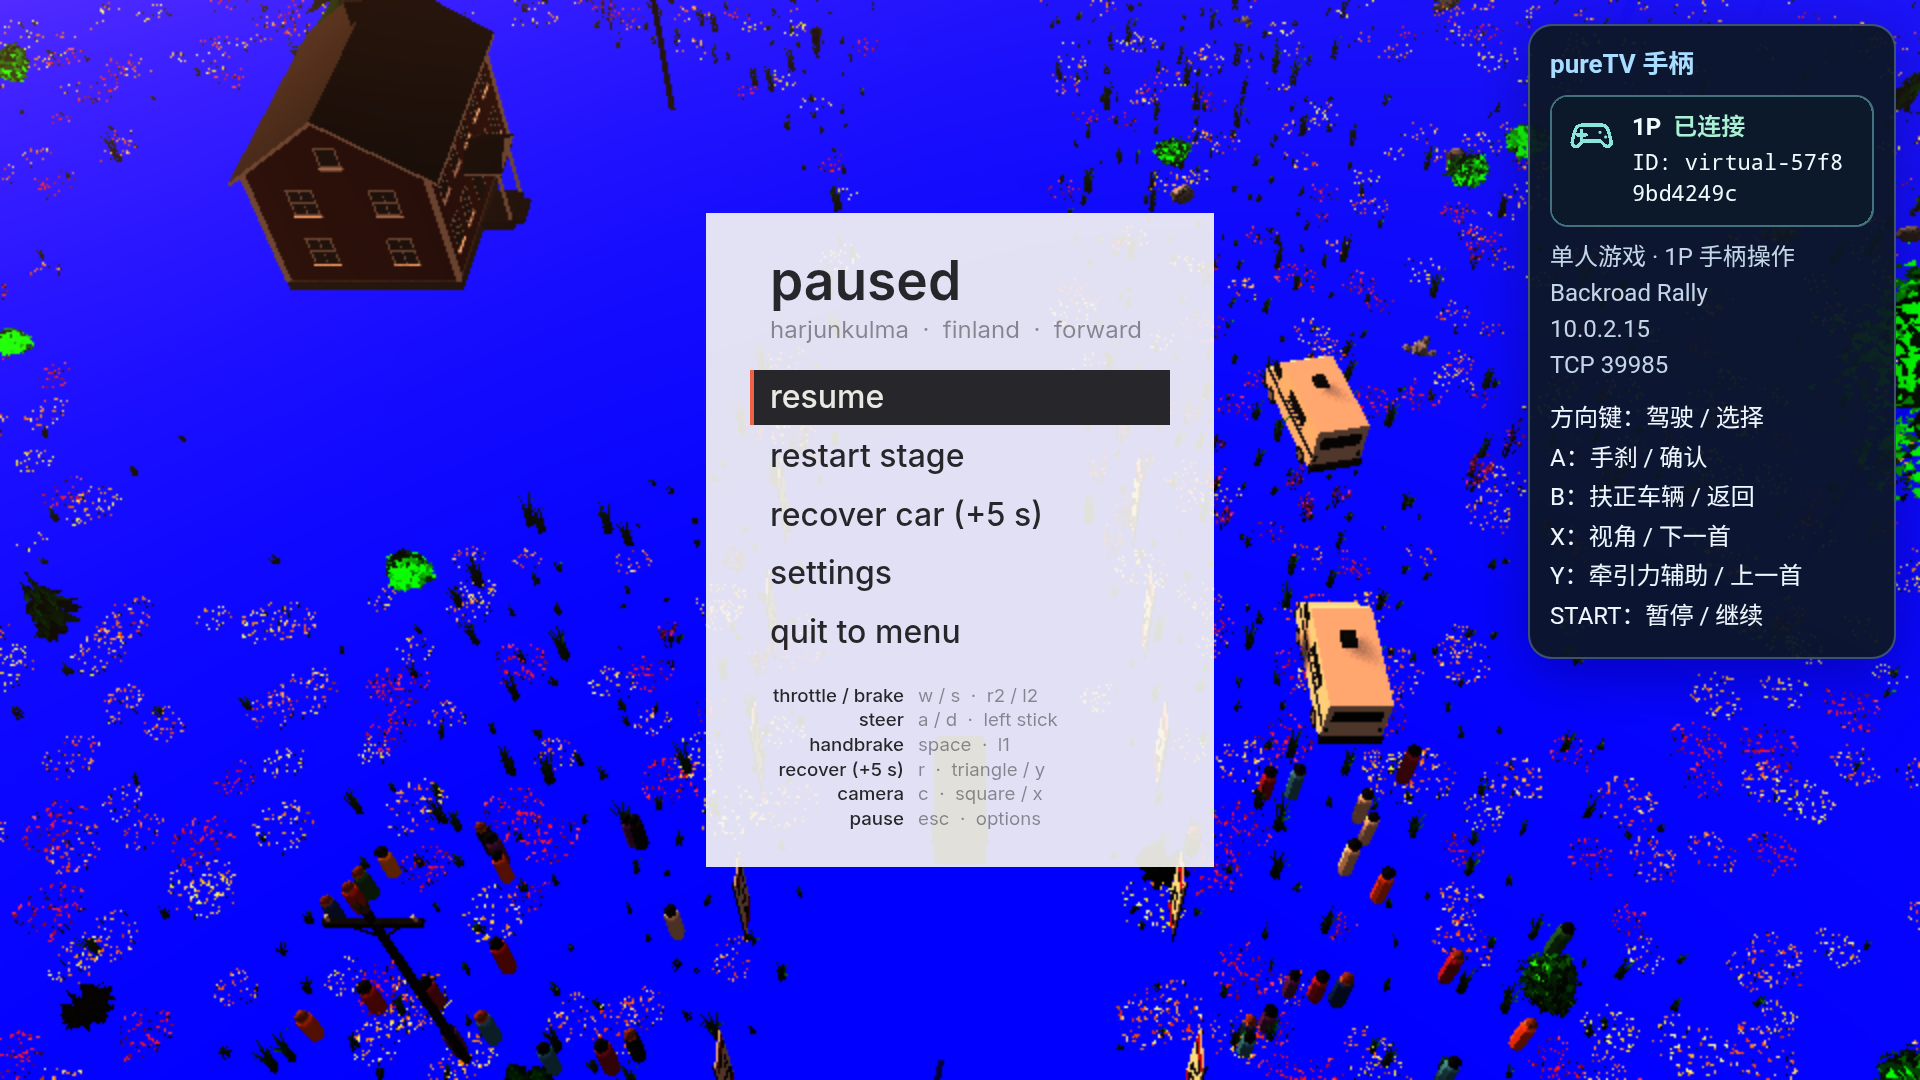 paused
harjunkulma · finland · forward
resume
restart stage
recover car (+5 s)
settings
quit to menu
throttle / brake w / s · r2 / l2
steer a / d · left stick
handbrake space · l1
recover (+5 s) r · triangle / y
camera c · square / x
pause esc · options
pureTV 手柄
1P 已连接
ID: virtual-57f8
9bd4249c
单人游戏 · 1P 手柄操作
Backroad Rally
10.0.2.15
TCP 39985
方向键：驾驶 / 选择
A：手刹 / 确认
B：扶正车辆 / 返回
X：视角 / 下一首
Y：牵引力辅助 / 上一首
START：暂停 / 继续